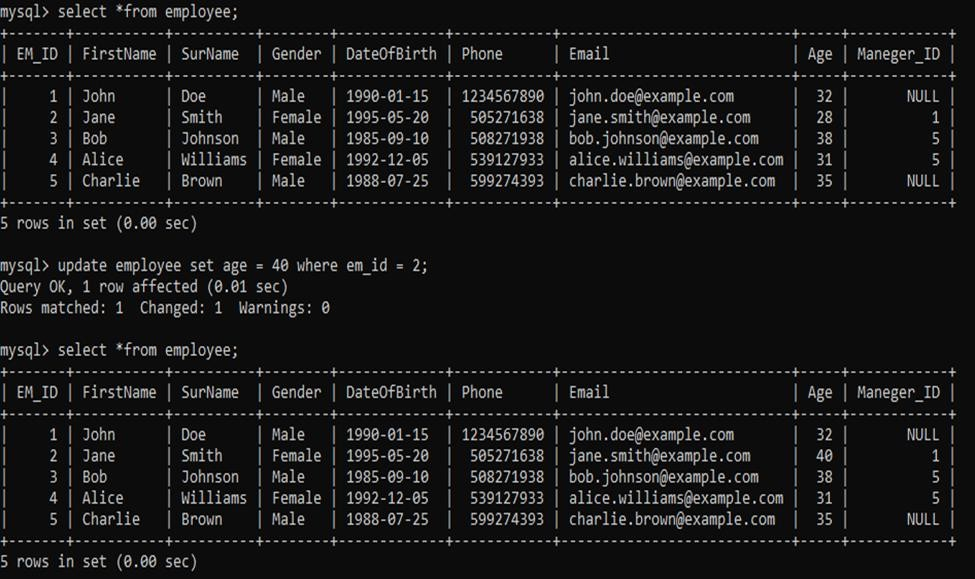 mysql> select *from employee;
+-------+-----------+----------+--------+-------------+------------+----------------------------+-----+------------+
| EM_ID | FirstName | SurName | Gender | DateOfBirth | Phone | Email | Age | Maneger_ID |
+-------+-----------+----------+--------+-------------+------------+----------------------------+-----+------------+
| 1 | John | Doe | Male | 1990-01-15 | 1234567890 | john.doe@example.com | 32 | NULL |
| 2 | Jane | Smith | Female | 1995-05-20 | 505271638 | jane.smith@example.com | 28 | 1 |
| 3 | Bob | Johnson | Male | 1985-09-10 | 508271938 | bob.johnson@example.com | 38 | 5 |
| 4 | Alice | Williams | Female | 1992-12-05 | 539127933 | alice.williams@example.com | 31 | 5 |
| 5 | Charlie | Brown | Male | 1988-07-25 | 599274393 | charlie.brown@example.com | 35 | NULL |
+-------+-----------+----------+--------+-------------+------------+----------------------------+-----+------------+
5 rows in set (0.00 sec)
mysql> update employee set age = 40 where em_id = 2;
Query OK, 1 row affected (0.01 sec)
Rows matched: 1 Changed: 1 Warnings: 0
mysql> select *from employee;
+-------+-----------+----------+--------+-------------+------------+----------------------------+-----+------------+
| EM_ID | FirstName | SurName | Gender | DateOfBirth | Phone | Email | Age | Maneger_ID |
+-------+-----------+----------+--------+-------------+------------+----------------------------+-----+------------+
| 1 | John | Doe | Male | 1990-01-15 | 1234567890 | john.doe@example.com | 32 | NULL |
| 2 | Jane | Smith | Female | 1995-05-20 | 505271638 | jane.smith@example.com | 40 | 1 |
| 3 | Bob | Johnson | Male | 1985-09-10 | 508271938 | bob.johnson@example.com | 38 | 5 |
| 4 | Alice | Williams | Female | 1992-12-05 | 539127933 | alice.williams@example.com | 31 | 5 |
| 5 | Charlie | Brown | Male | 1988-07-25 | 599274393 | charlie.brown@example.com | 35 | NULL |
+-------+-----------+----------+--------+-------------+------------+----------------------------+-----+------------+
5 rows in set (0.00 sec)